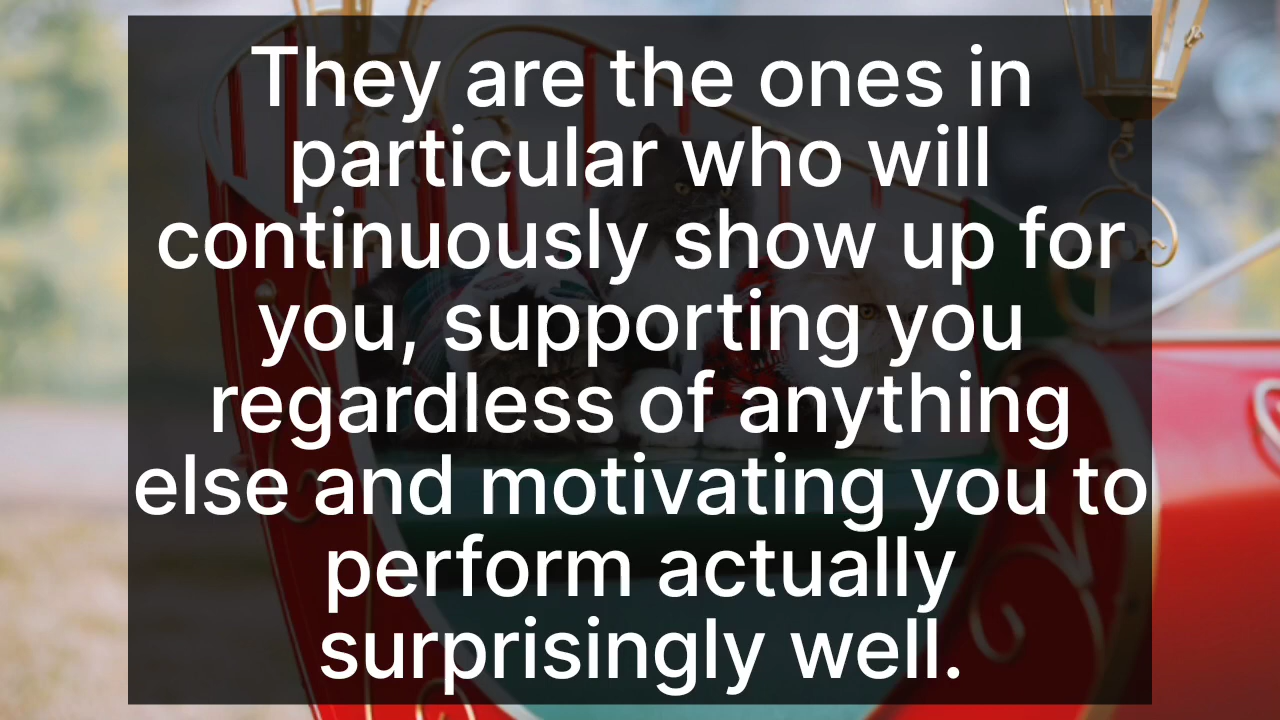 They are the ones in
particular who will
continuously show up for
you, supporting you
regardless of anything
else and motivating you to
perform actually
surprisingly well.